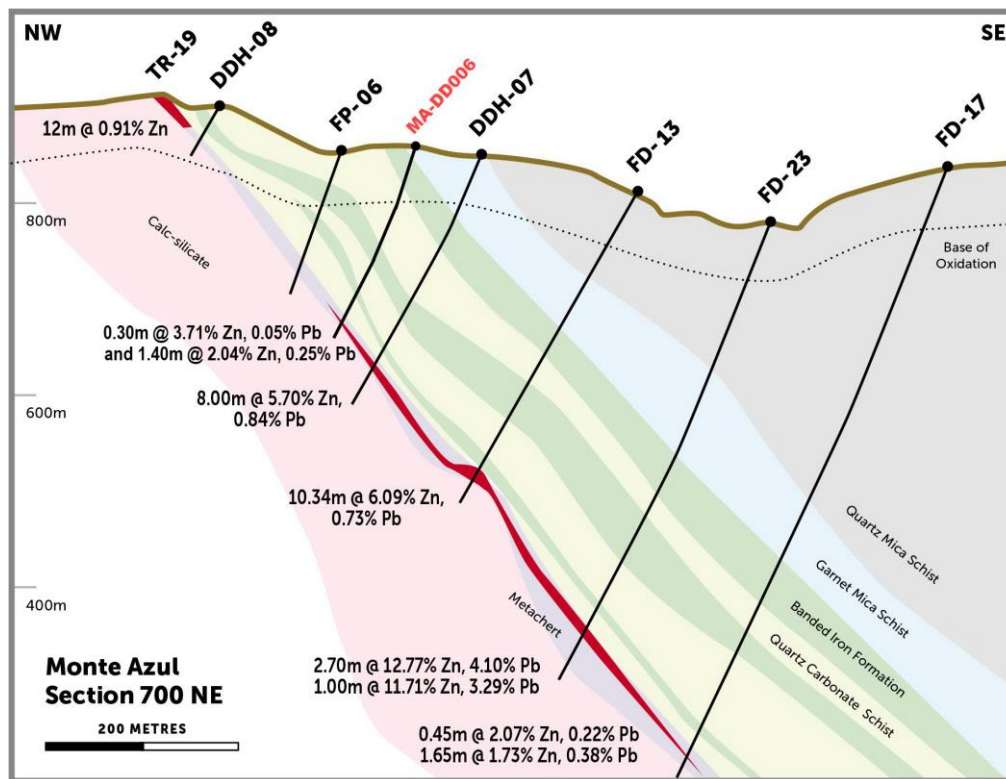 NW
SE
TR-19
DDH-08
FP-06
MA-DD006
DDH-07
FD-13
FD-23
FD-17
12m @ 0.91% Zn
800m
Calc-silicate
Base of
Oxidation
0.30m @ 3.71% Zn, 0.05% Pb
and 1.40m @ 2.04% Zn, 0.25% Pb
8.00m @ 5.70% Zn,
0.84% Pb
600m
10.34m @ 6.09% Zn,
0.73% Pb
Quartz Mica Schist
Garnet Mica Schist
Banded Iron Formation
Quartz Carbonate Schist
400m
Metachert
2.70m @ 12.77% Zn, 4.10% Pb
1.00m @ 11.71% Zn, 3.29% Pb
Monte Azul
Section 700 NE
200 METRES
0.45m @ 2.07% Zn, 0.22% Pb
1.65m @ 1.73% Zn, 0.38% Pb